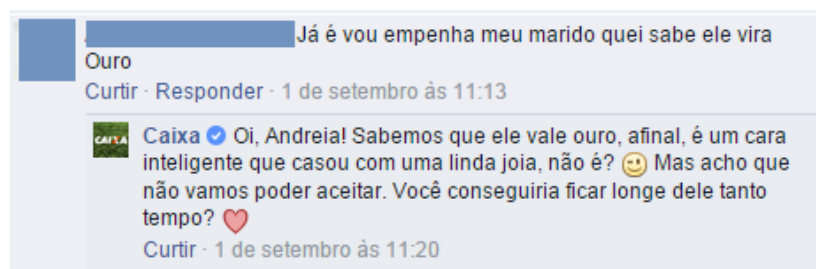 Já é vou empenha meu marido quei sabe ele vira
Ouro
Curtir · Responder · 1 de setembro às 11:13
CAIXA
Caixa Oi, Andreia! Sabemos que ele vale ouro, afinal, é um cara
inteligente que casou com uma linda joia, não é? Mas acho que
não vamos poder aceitar. Você conseguiria ficar longe dele tanto
tempo?
Curtir · 1 de setembro às 11:20